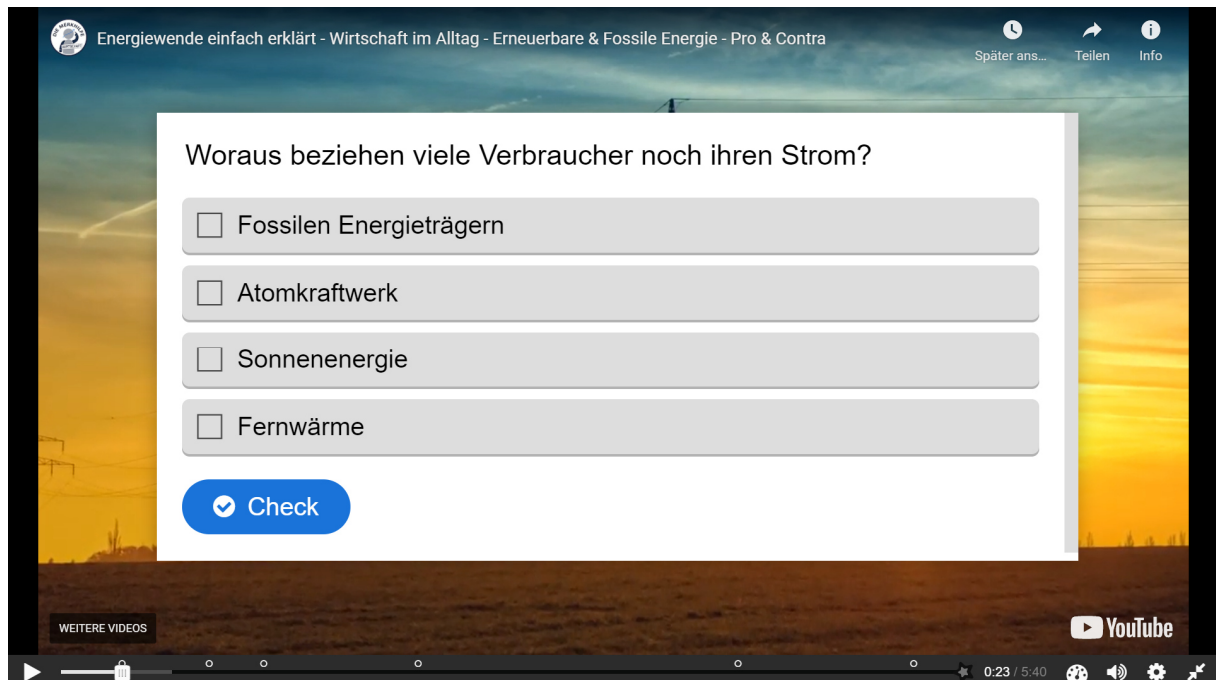 Energiewende einfach erklärt - Wirtschaft im Alltag - Erneuerbare & Fossile Energie - Pro & Contra
Später ans...
Teilen
Info
Woraus beziehen viele Verbraucher noch ihren Strom?
Fossilen Energieträgern
Atomkraftwerk
Sonnenenergie
Fernwärme
Check
WEITERE VIDEOS
YouTube
0:23 / 5:40